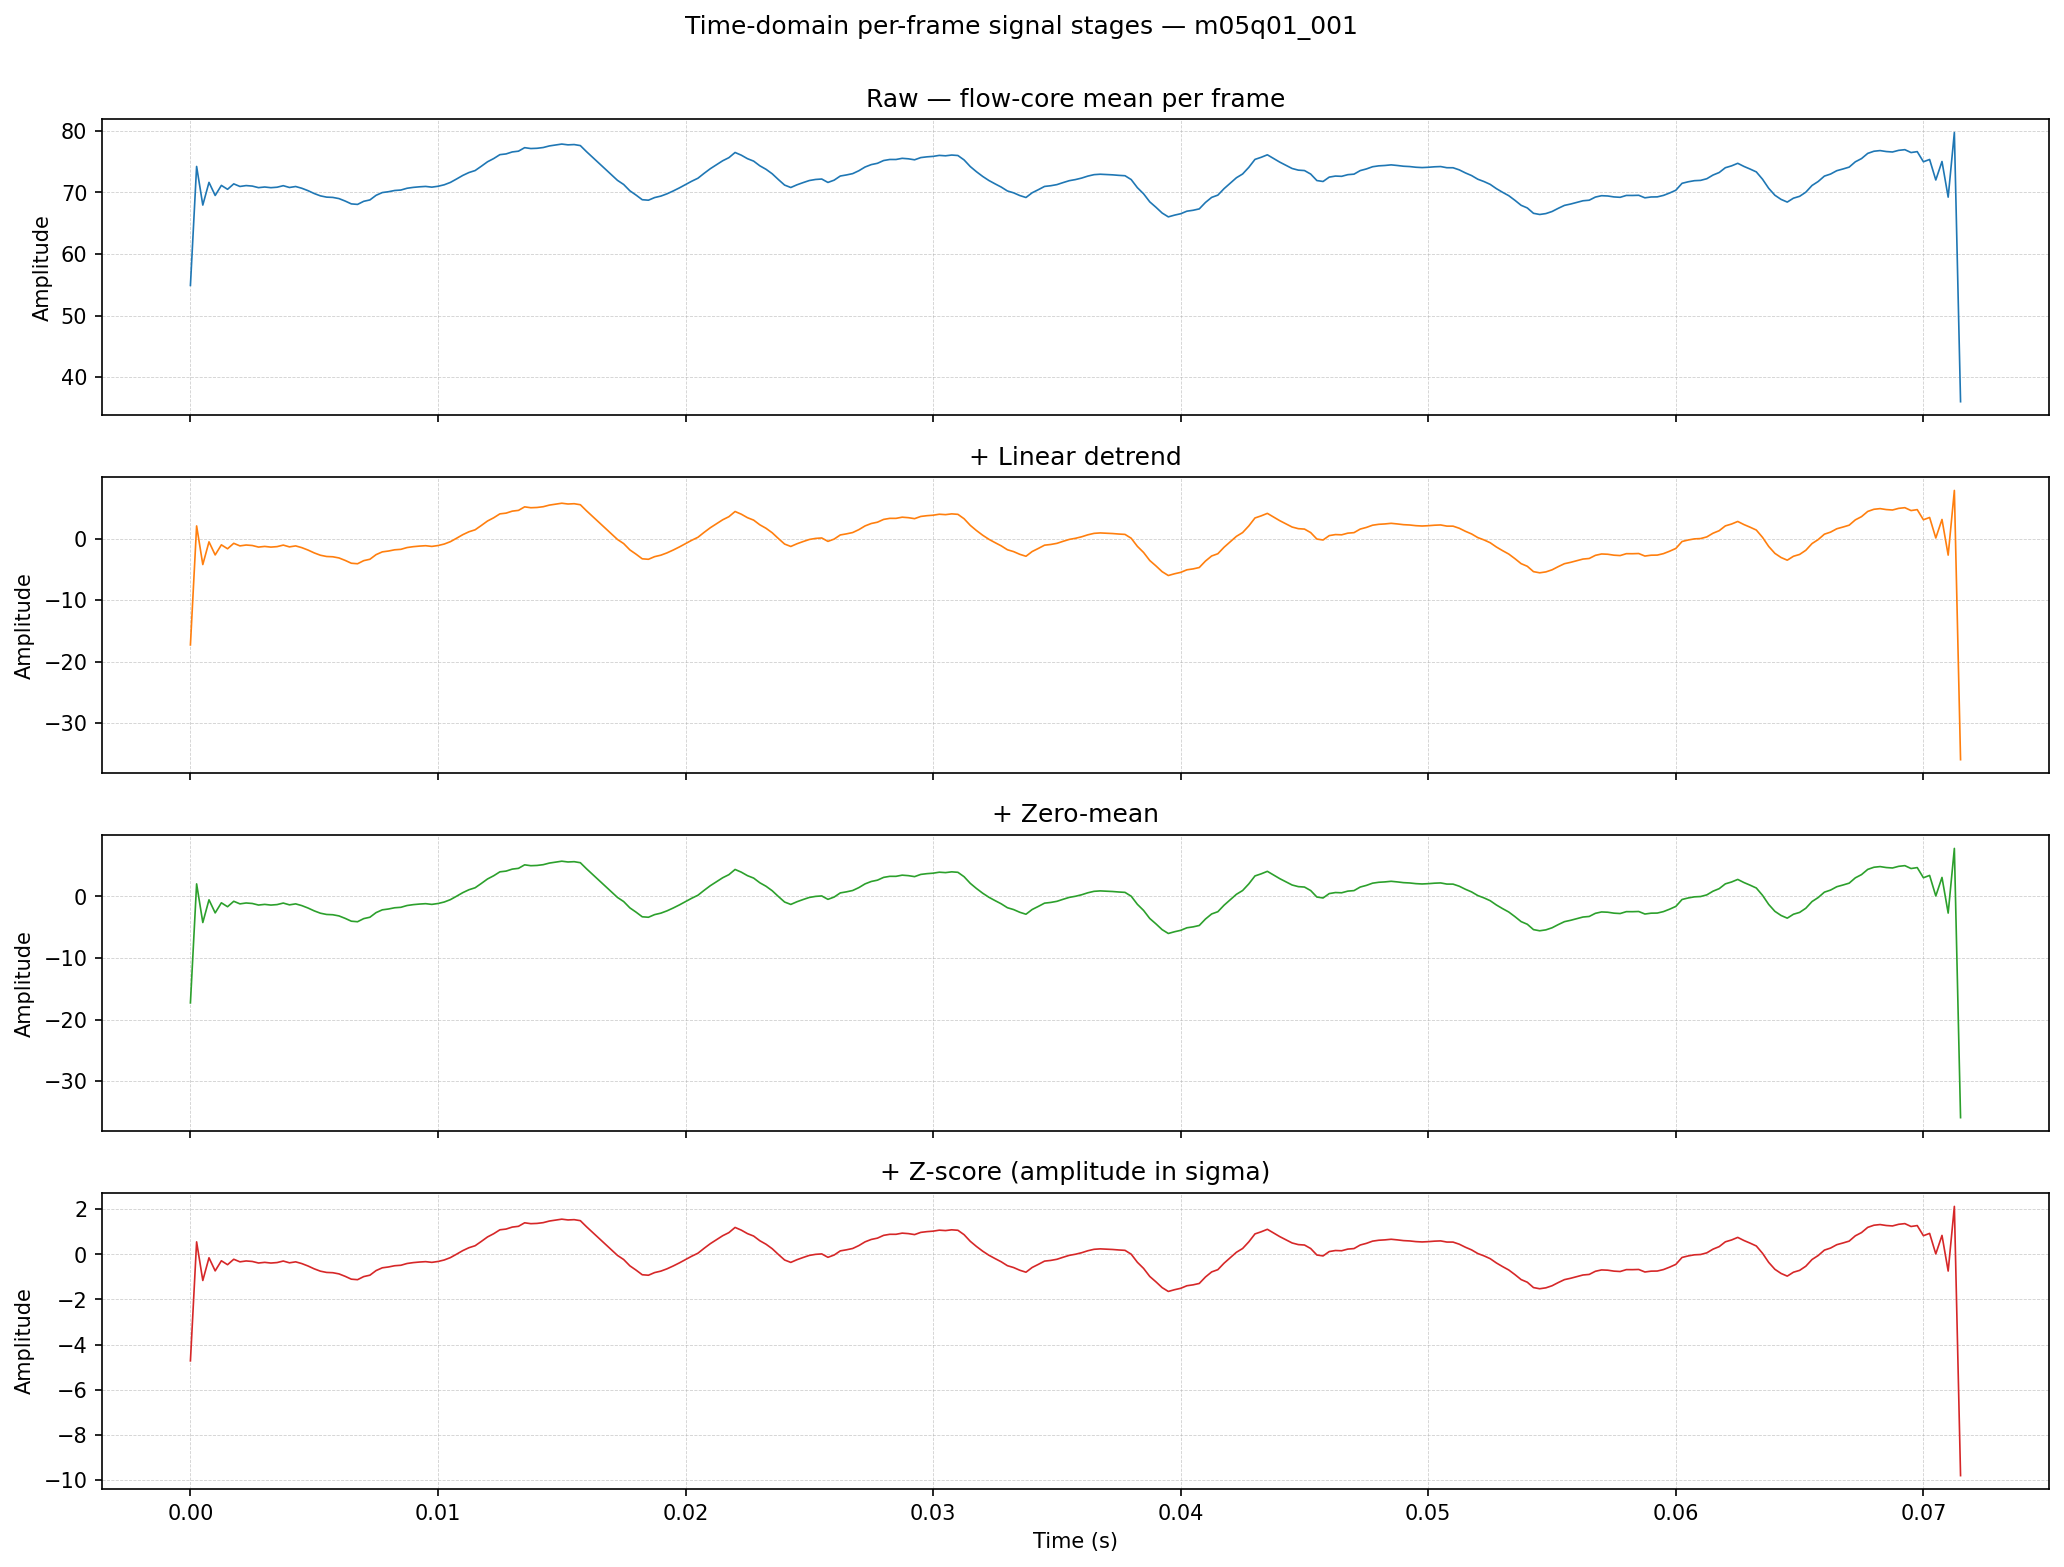 Time-domain per-frame signal stages — m05q01_001
Raw — flow-core mean per frame
80
70
60
50
40
Amplitude
+ Linear detrend
0
−10
−20
−30
Amplitude
+ Zero-mean
0
−10
−20
−30
Amplitude
+ Z-score (amplitude in sigma)
2
0
−2
−4
−6
−8
−10
Amplitude
0.00 0.01 0.02 0.03 0.04 0.05 0.06 0.07
Time (s)